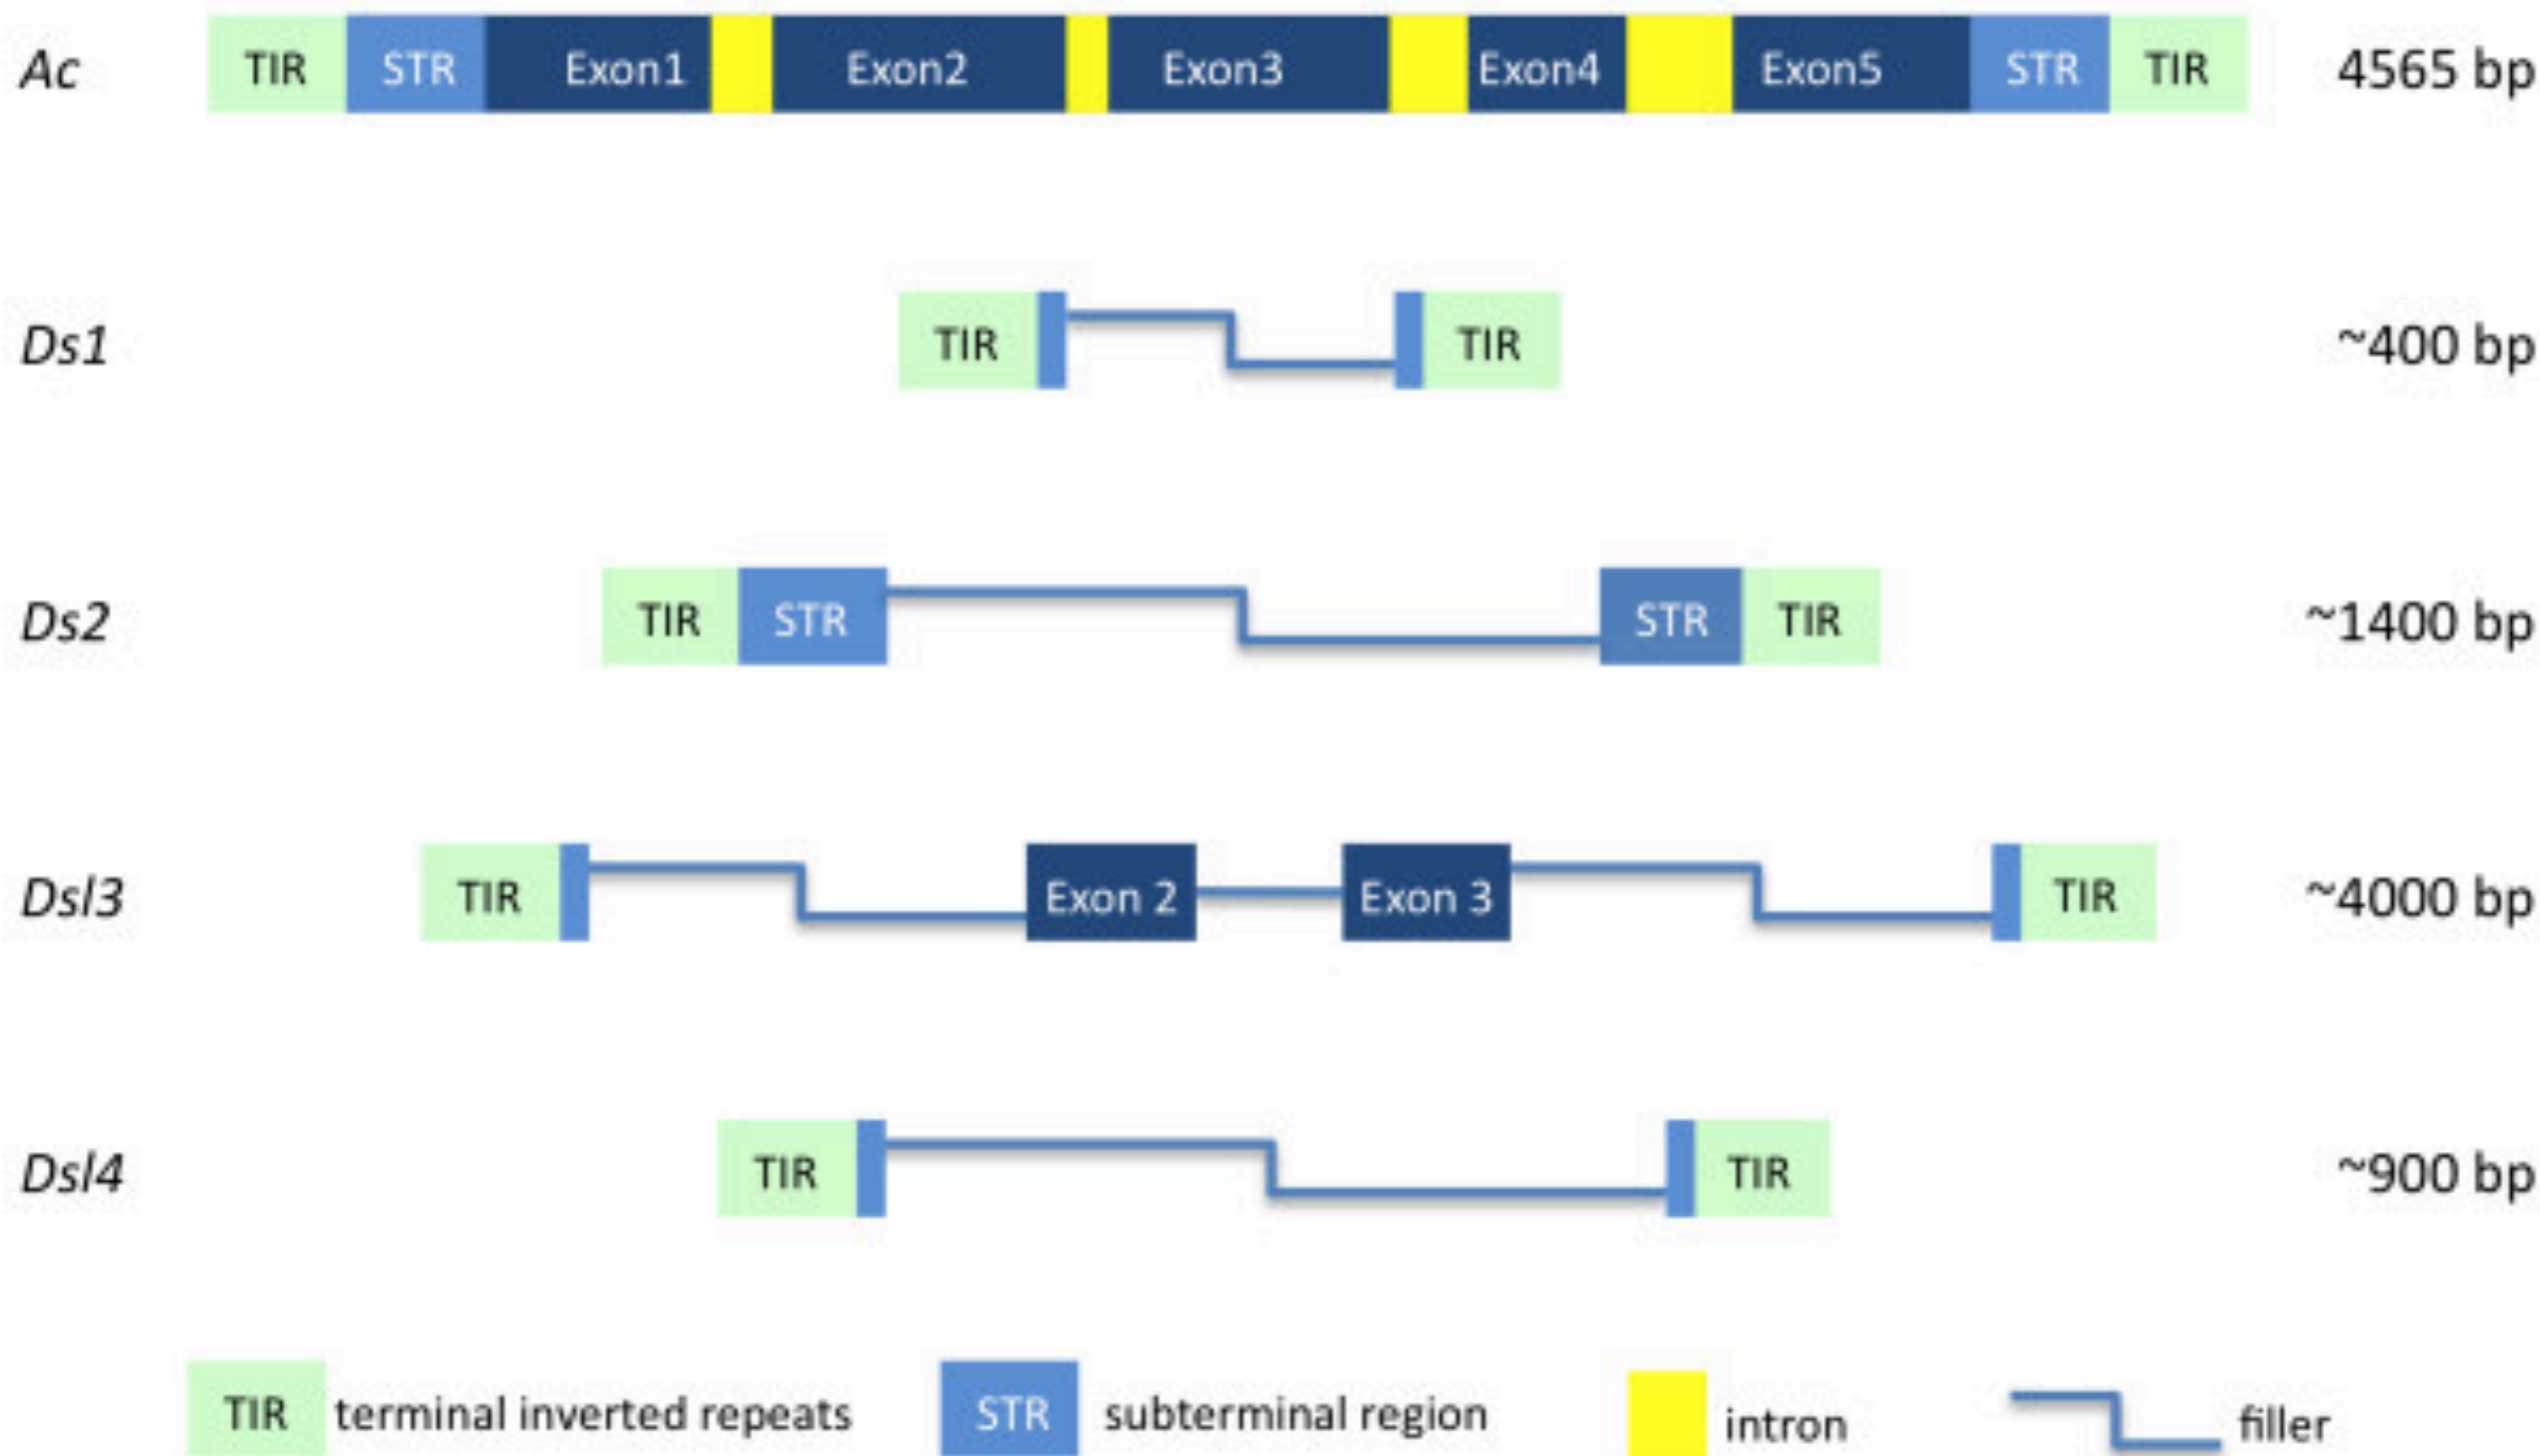 Ac TIR STR Exon1 Exon2 Exon3 Exon4 Exon5 STR TIR 4565 bp
Ds1 TIR TIR ~400 bp
Ds2 TIR STR STR TIR ~1400 bp
Dsl3 TIR Exon 2 Exon 3 TIR ~4000 bp
Dsl4 TIR TIR ~900 bp
TIR terminal inverted repeats STR subterminal region intron filler